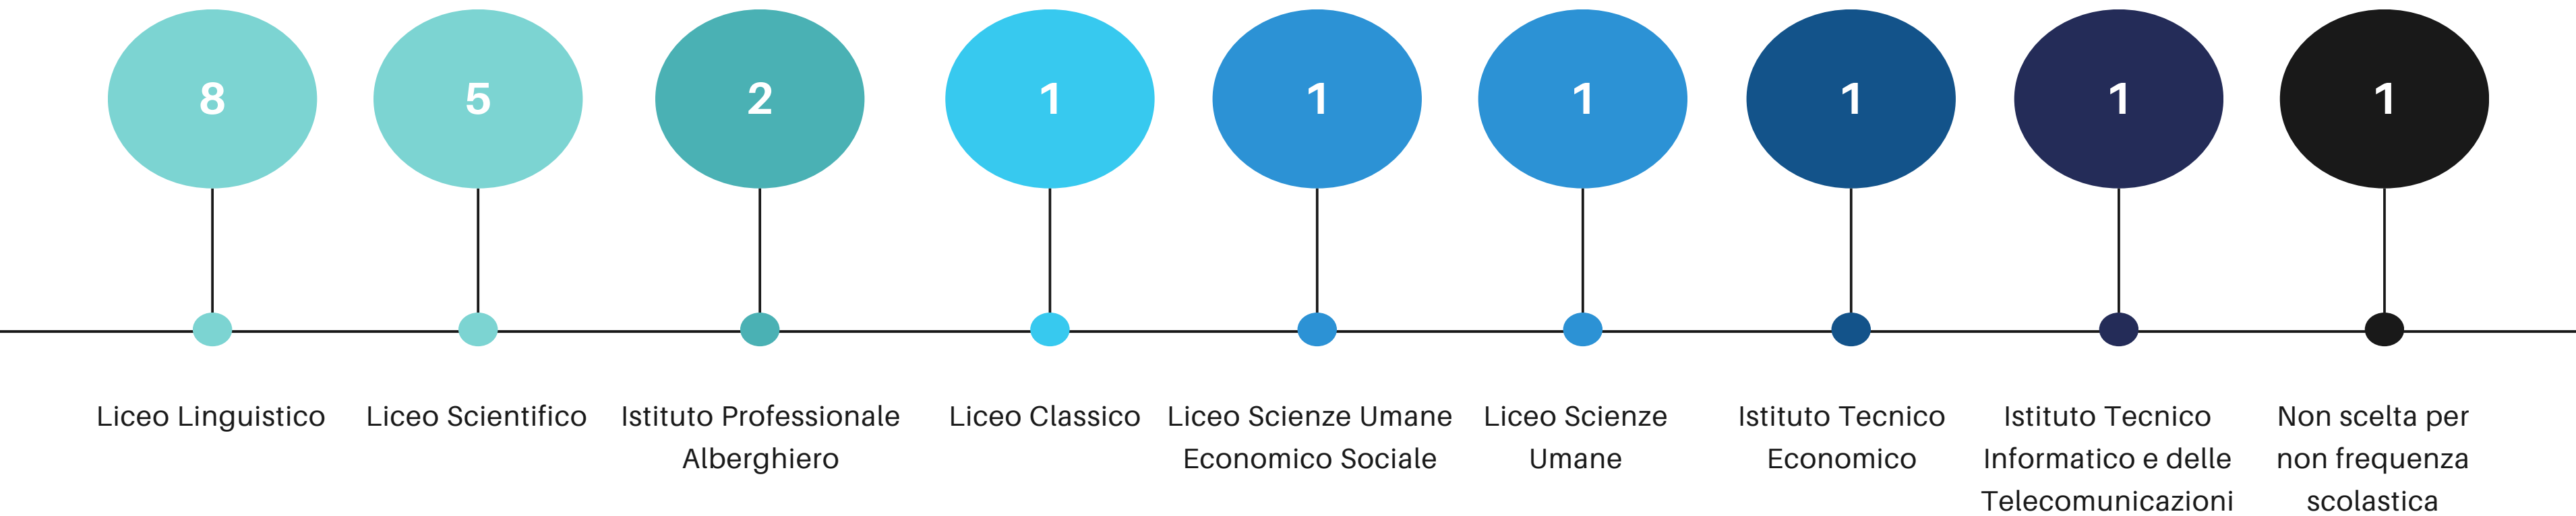 8
5
2
1
1
1
1
1
1
Liceo Linguistico
Liceo Scientifico
Istituto Professionale
Alberghiero
Liceo Classico
Liceo Scienze Umane
Economico Sociale
Liceo Scienze
Umane
Istituto Tecnico
Economico
Istituto Tecnico
Informatico e delle
Telecomunicazioni
Non scelta per
non frequenza
scolastica